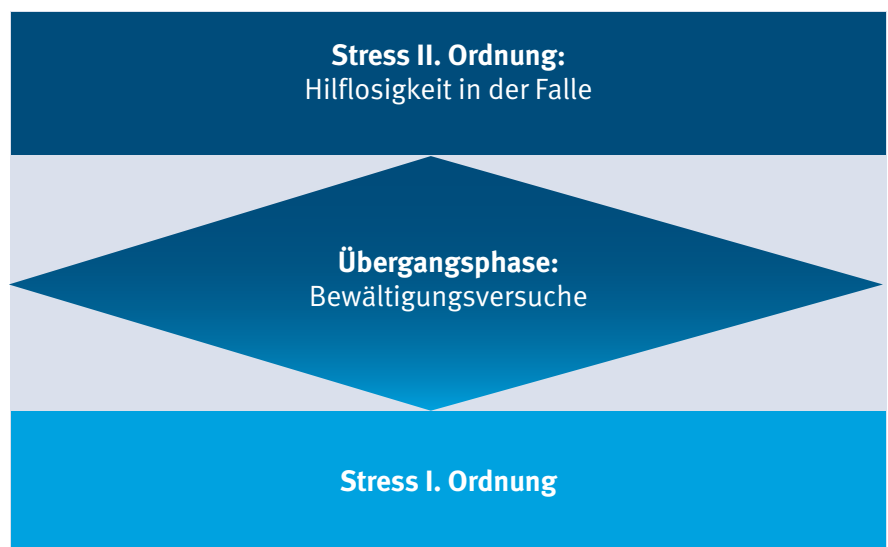 Stress II. Ordnung:
Hilflosigkeit in der Falle
Übergangsphase:
Bewältigungsversuche
Stress I. Ordnung